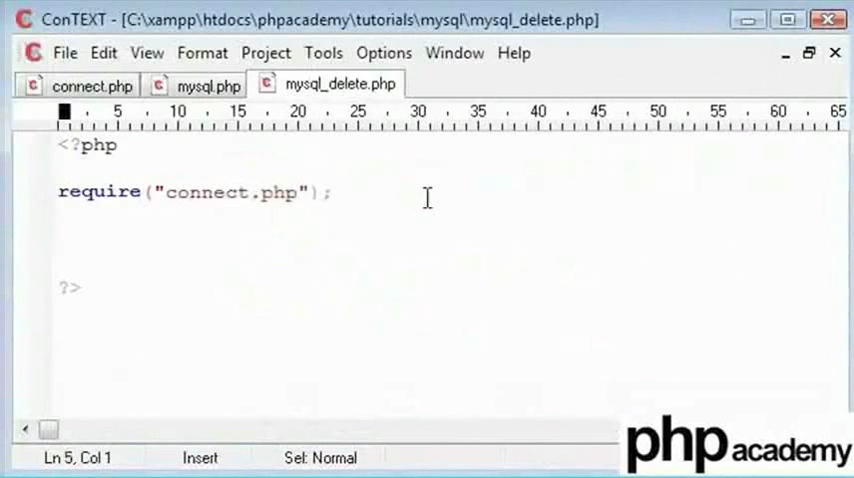 ConTEXT - [C:\xampp\htdocs\phpacademy\tutorials\mysql\mysql_delete.php]
File Edit View Format Project Tools Options Window Help
connect.php mysql.php mysql_delete.php
5 10 15 20 25 30 35 40 45 50 55 60 65
<?php
require("connect.php");
?>
Ln 5, Col 1 Insert Sel: Normal
php academy